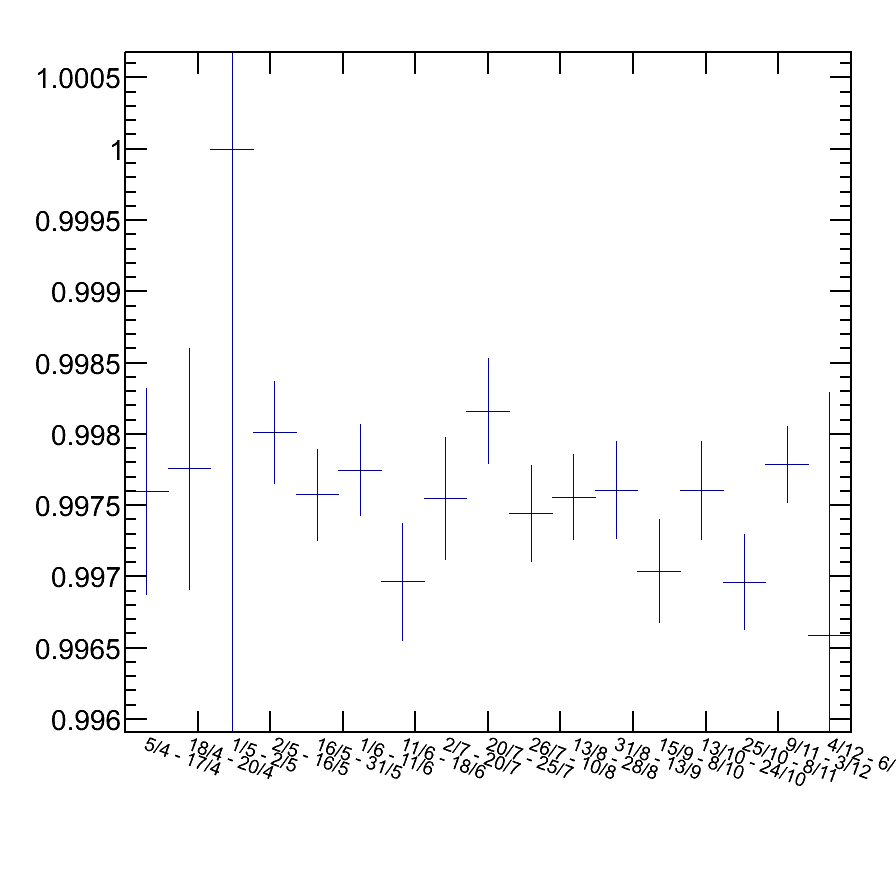 1.0005
1
0.9995
0.999
0.9985
0.998
0.9975
0.997
0.9965
0.996
5/4 - 17/4
18/4 - 20/4
1/5 - 2/5
2/5 - 16/5
16/5 - 31/5
1/6 - 11/6
11/6 - 18/6
2/7 - 20/7
20/7 - 25/7
26/7 - 10/8
13/8 - 28/8
31/8 - 13/9
15/9 - 8/10
13/10 - 24/10
25/10 - 8/11
9/11 - 3/12
4/12 - 6/